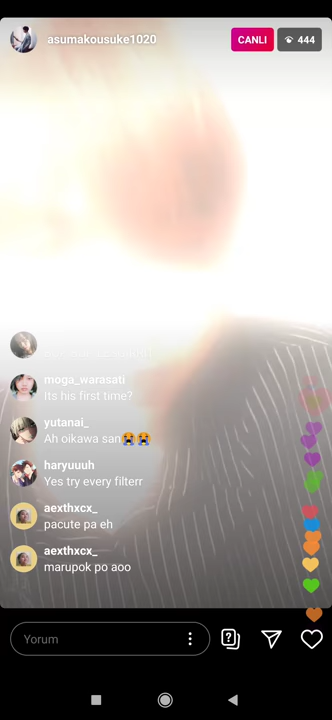 asumakousuke1020
CANLI
444
moga_warasati
Its his first time?
yutanai_
Ah oikawa san😭😭
haryuuuh
Yes try every filterr
aexthxcx_
pacute pa eh
aexthxcx_
marupok po aoo
Yorum